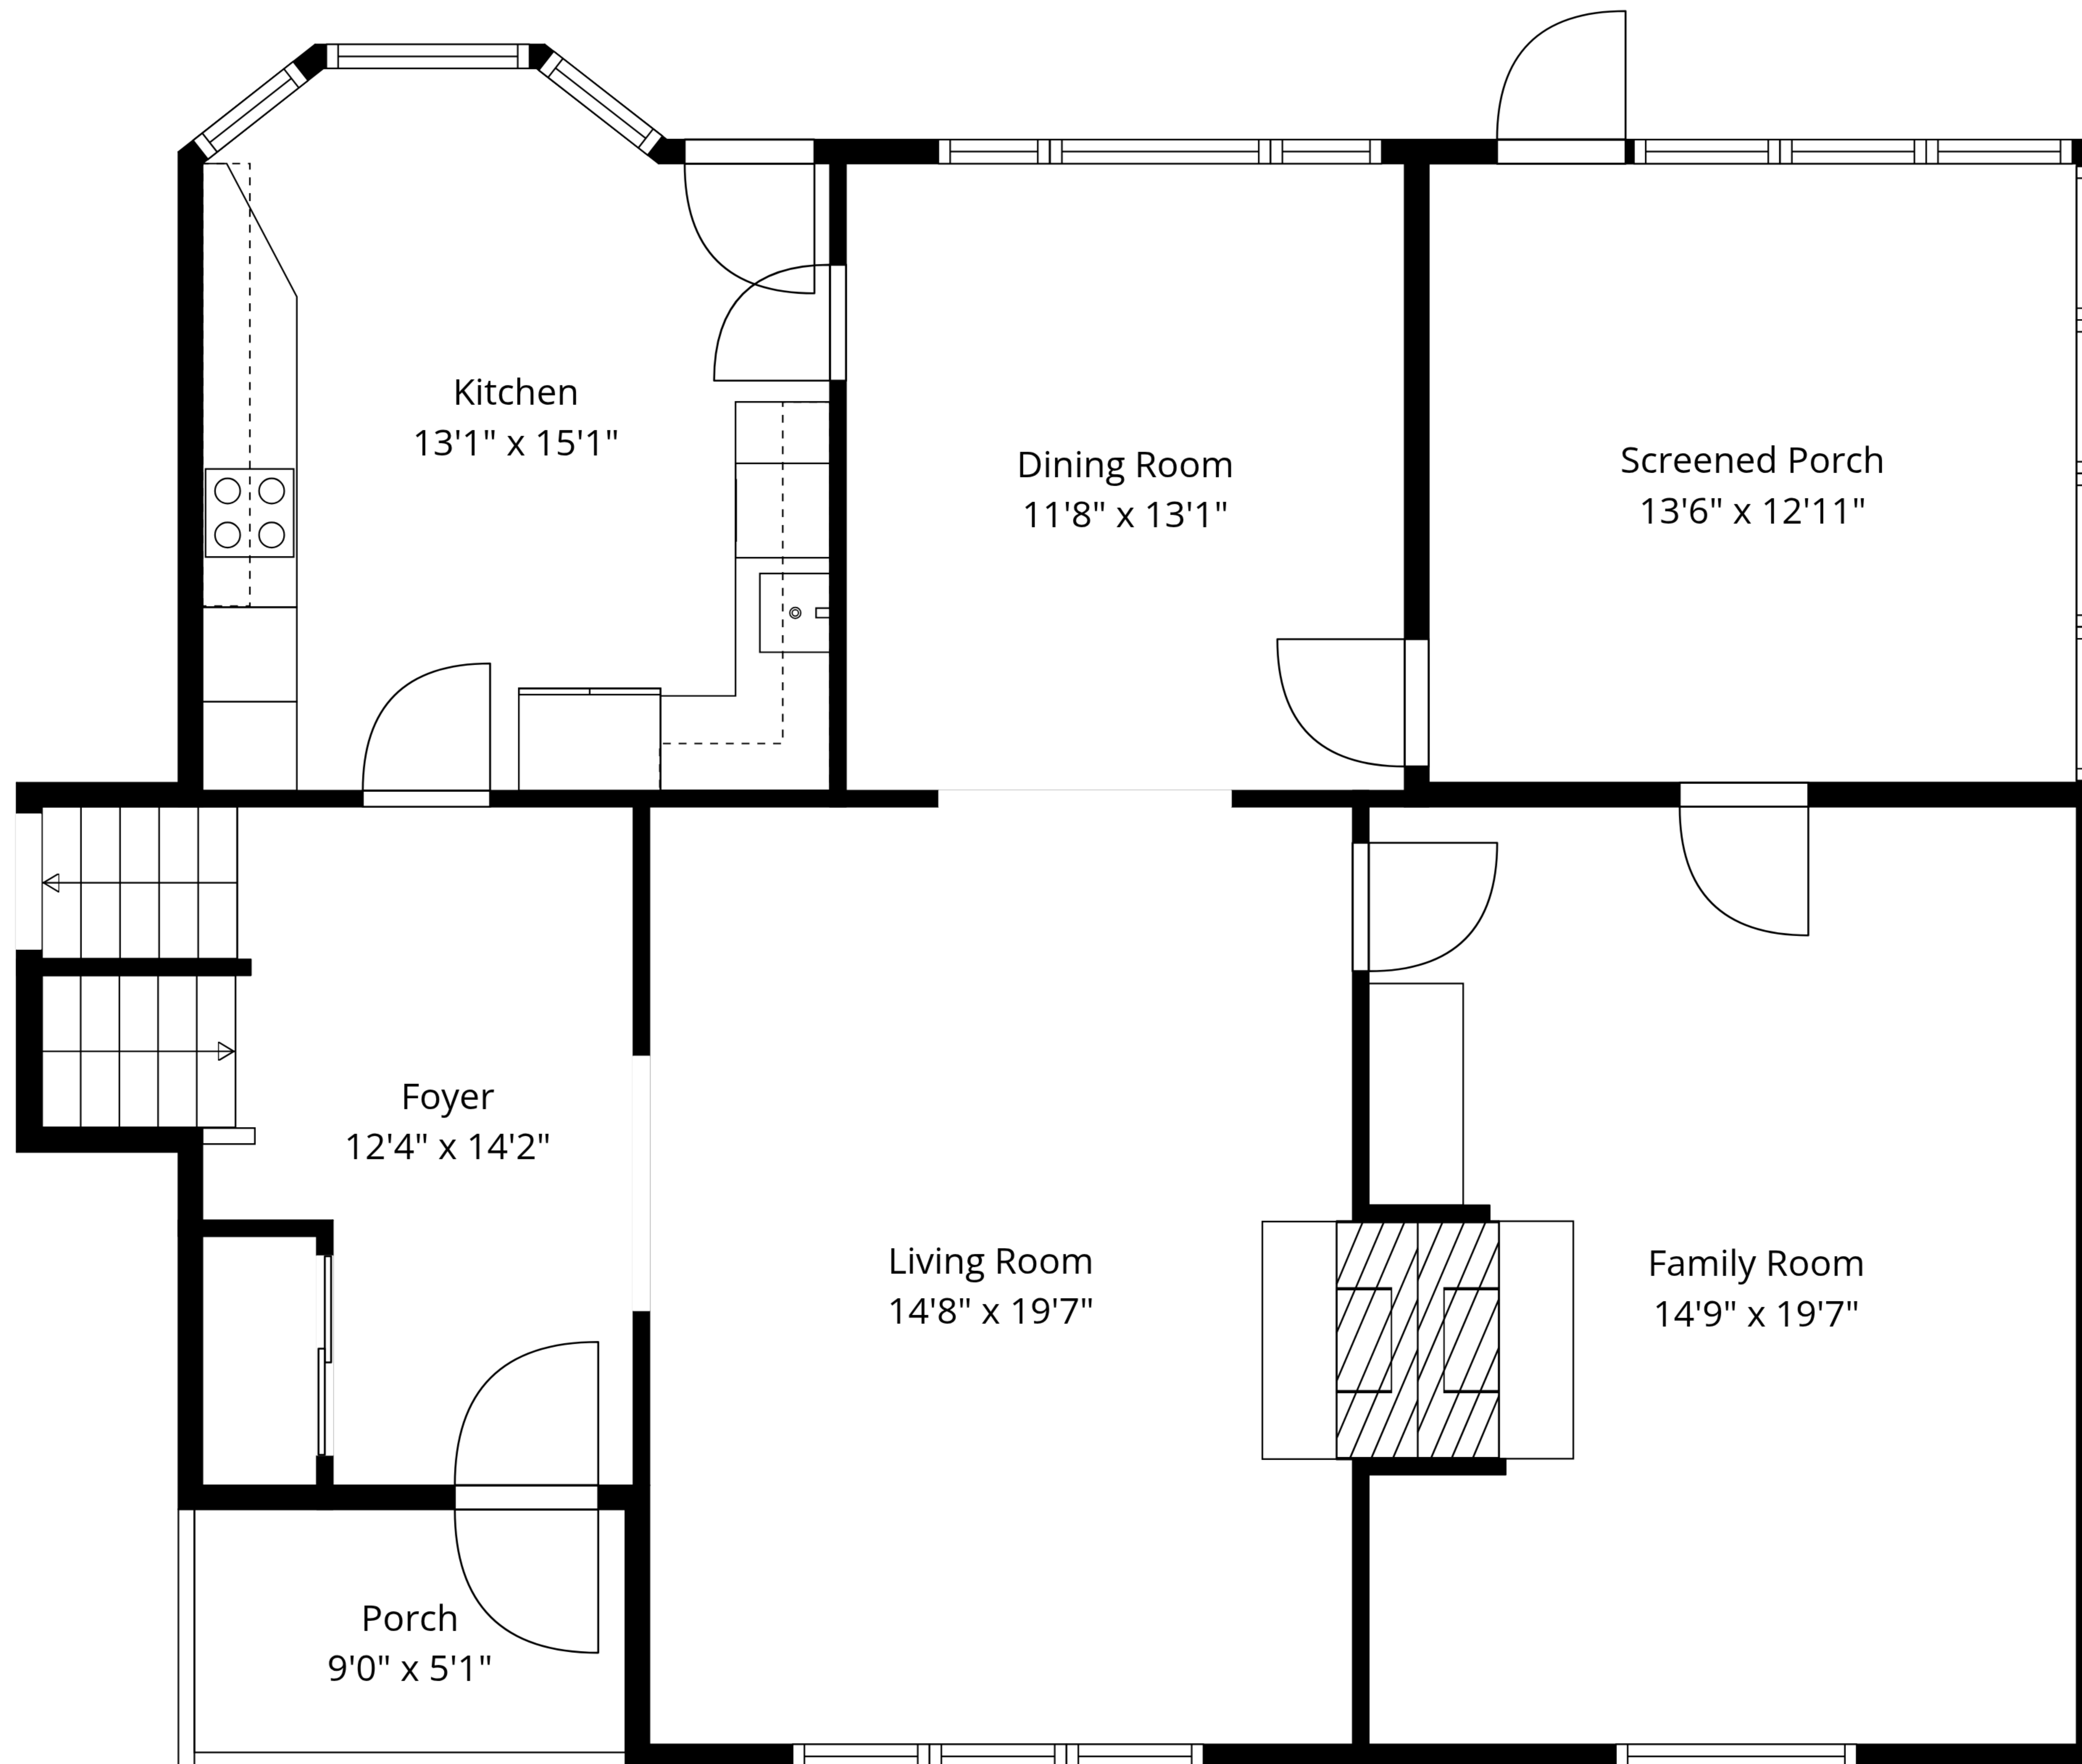 Kitchen
13'1" x 15'1"
Dining Room
11'8" x 13'1"
Screened Porch
13'6" x 12'11"
Foyer
12'4" x 14'2"
Living Room
14'8" x 19'7"
Family Room
14'9" x 19'7"
Porch
9'0" x 5'1"